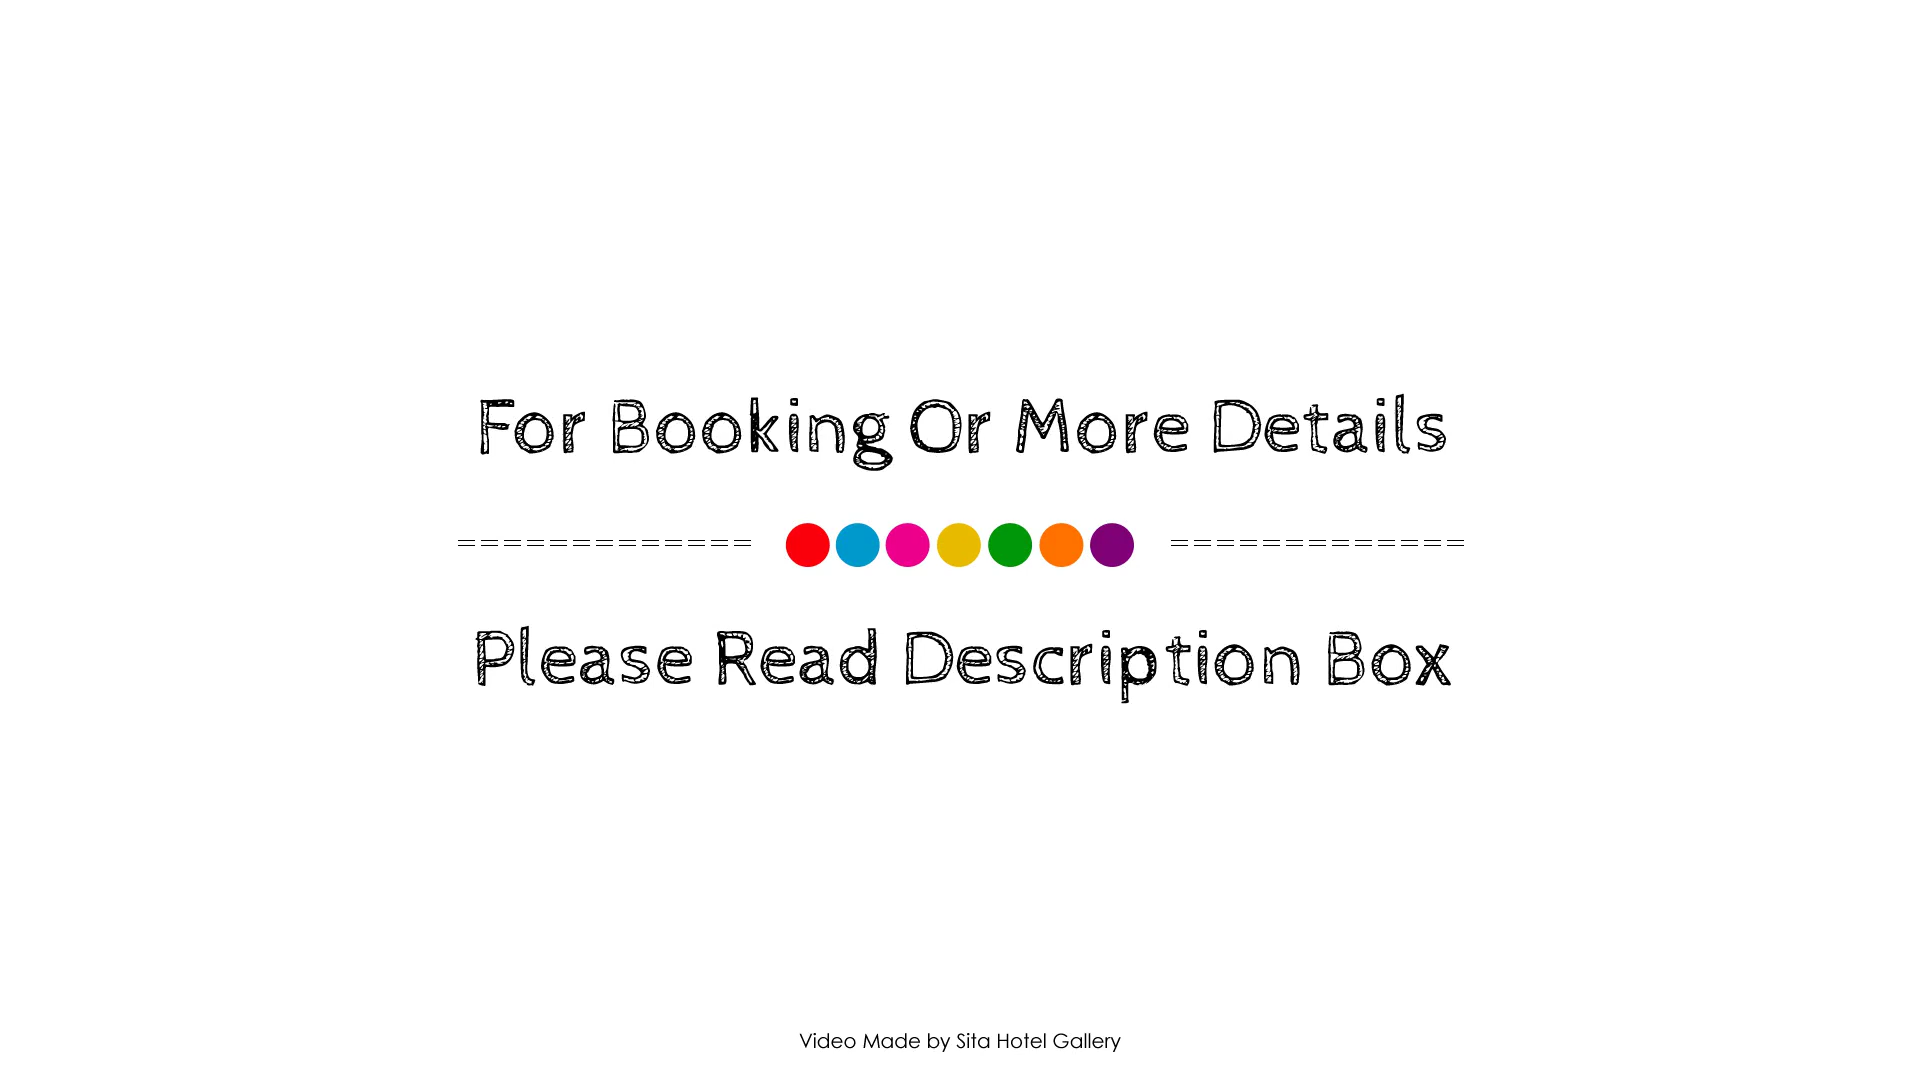 For Booking Or More Details
============= =============
Please Read Description Box
Video Made by Sita Hotel Gallery